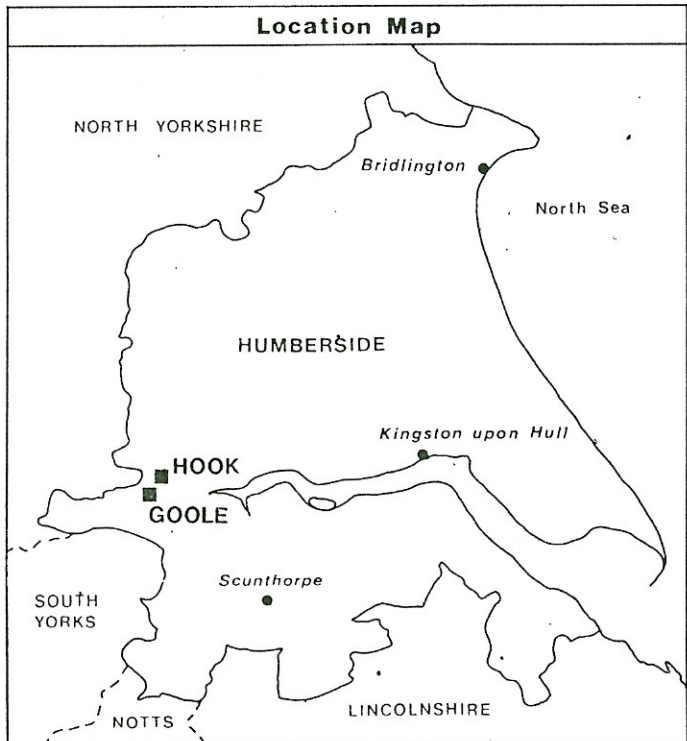 Location Map
NORTH YORKSHIRE
Bridlington
North Sea
HUMBERSIDE
Kingston upon Hull
HOOK
GOOLE
Scunthorpe
SOUTH
YORKS
NOTTS
LINCOLNSHIRE